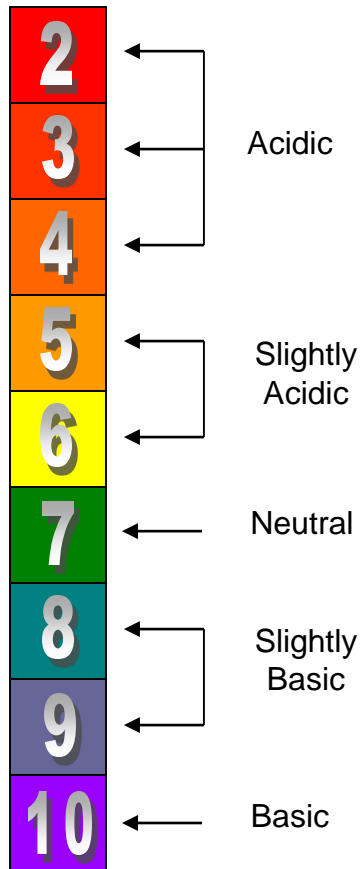 2
3
Acidic
4
5
Slightly
Acidic
6
7
Neutral
8
Slightly
Basic
9
10
Basic